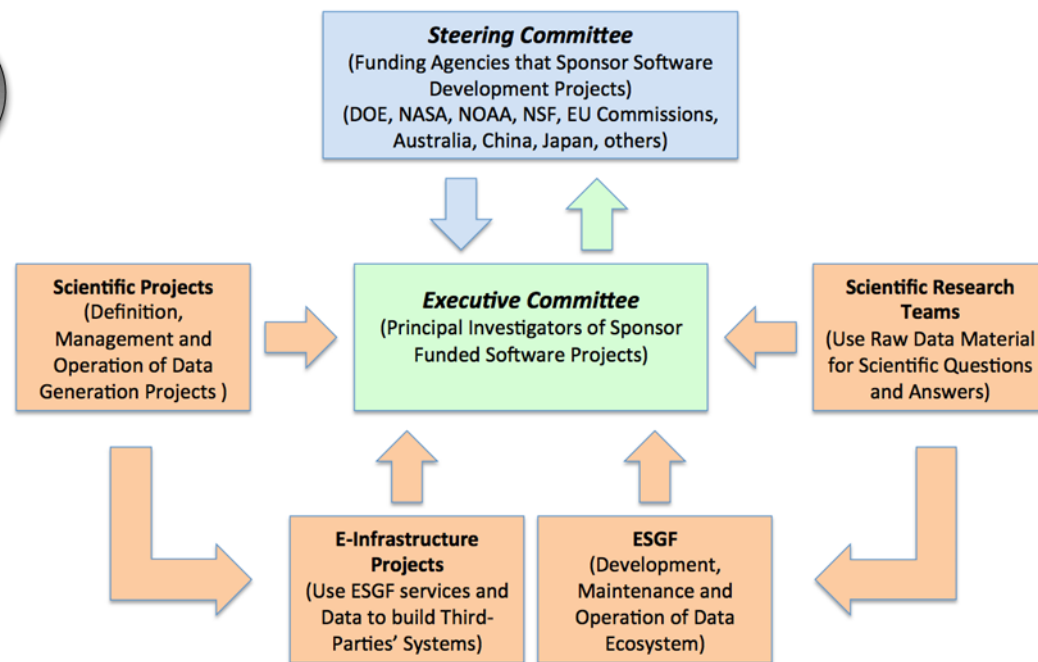 Steering Committee
(Funding Agencies that Sponsor Software
Development Projects)
(DOE, NASA, NOAA, NSF, EU Commissions,
Australia, China, Japan, others)
Scientific Projects
(Definition,
Management and
Operation of Data
Generation Projects )
Executive Committee
(Principal Investigators of Sponsor
Funded Software Projects)
Scientific Research
Teams
(Use Raw Data Material
for Scientific Questions
and Answers)
E-Infrastructure
Projects
(Use ESGF services and
Data to build Third-
Parties’ Systems)
ESGF
(Development,
Maintenance and
Operation of Data
Ecosystem)